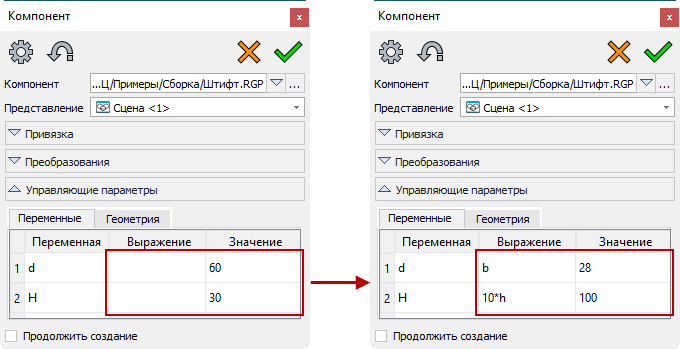 Компонент
x
Компонент
...Ц/Примеры/Сборка/Штифт.RGP
...
Представление
Сцена <1>
Привязка
Преобразования
Управляющие параметры
Переменные
Геометрия
Переменная
Выражение
Значение
1
d
60
2
H
30
Продолжить создание
Компонент
x
Компонент
...Ц/Примеры/Сборка/Штифт.RGP
...
Представление
Сцена <1>
Привязка
Преобразования
Управляющие параметры
Переменные
Геометрия
Переменная
Выражение
Значение
1
d
b
28
2
H
10*h
100
Продолжить создание